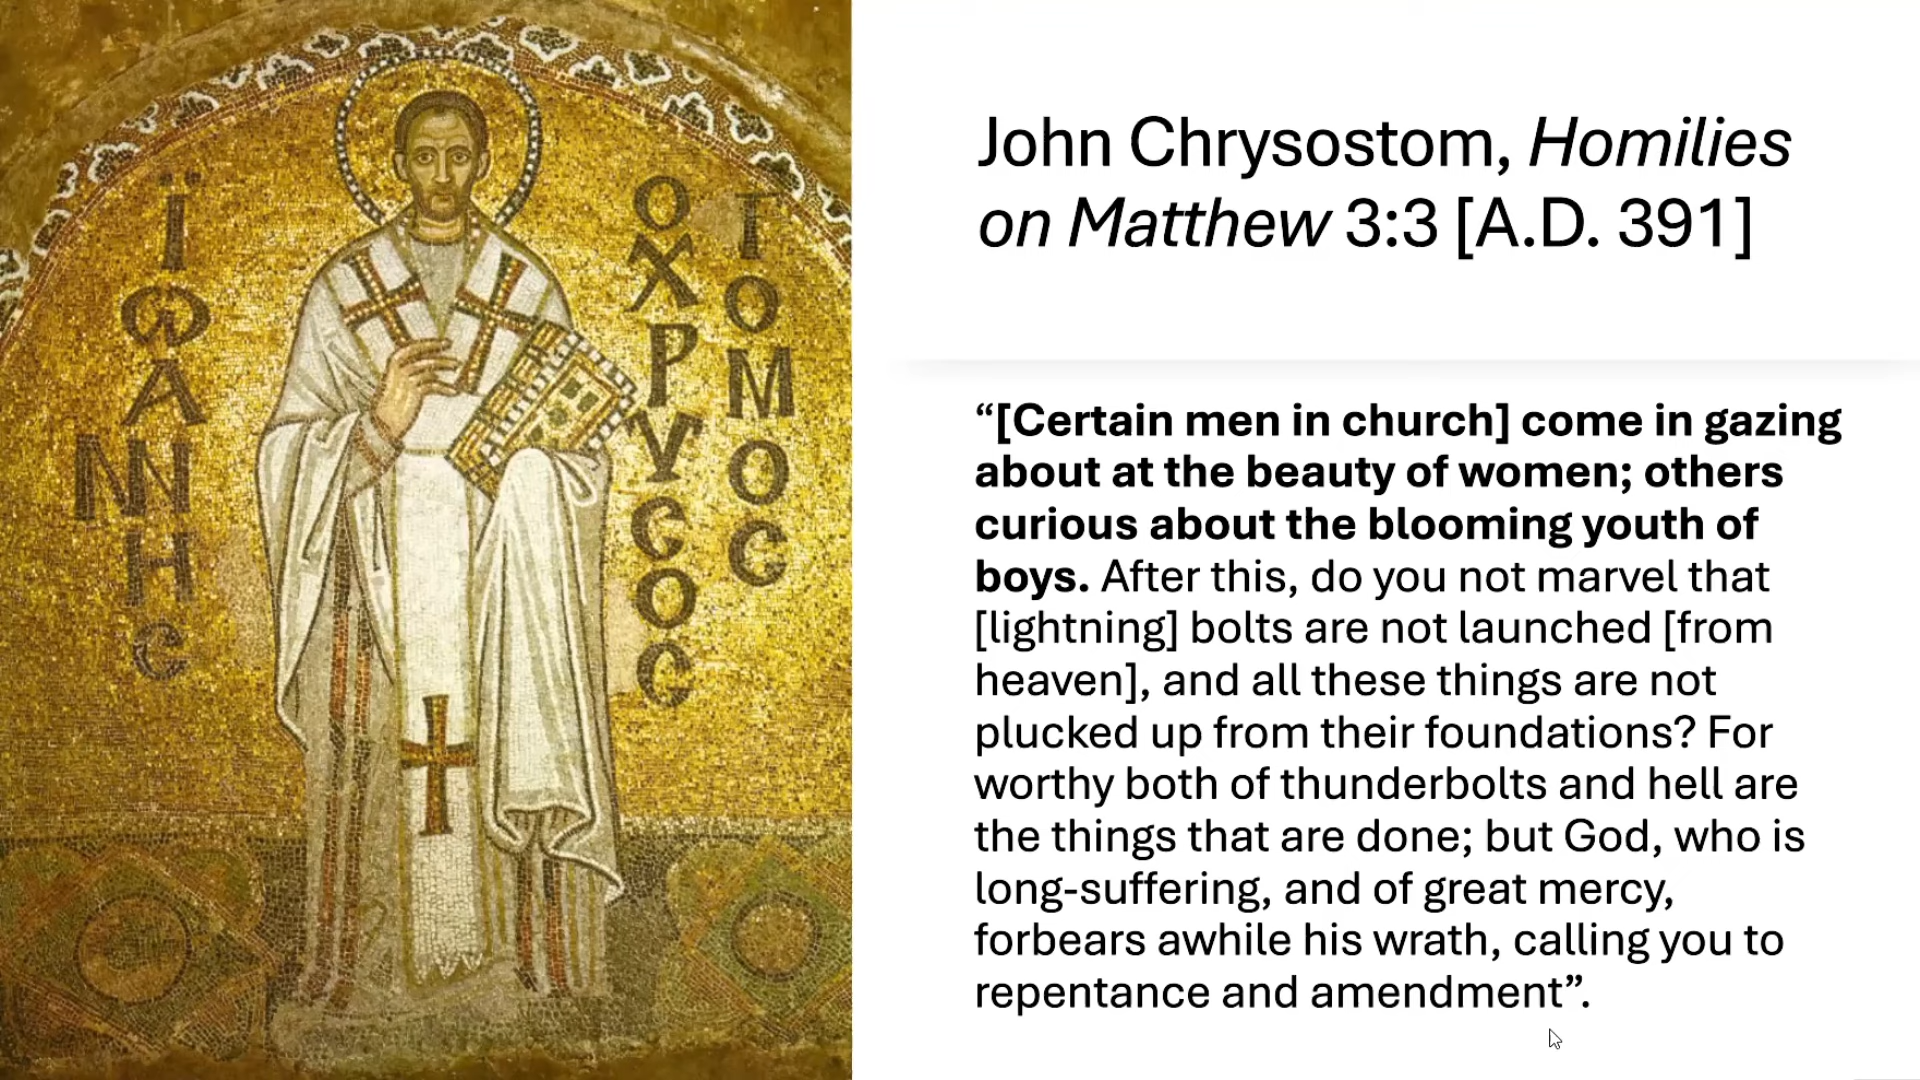 Ϊ
Ω
Α
ΝΝ
Η
C
Ο
Χ
Ρ
V
C
Ο
C
Τ
Ο
Μ
Ο
C
John Chrysostom, Homilies
on Matthew 3:3 [A.D. 391]
“[Certain men in church] come in gazing
about at the beauty of women; others
curious about the blooming youth of
boys. After this, do you not marvel that
[lightning] bolts are not launched [from
heaven], and all these things are not
plucked up from their foundations? For
worthy both of thunderbolts and hell are
the things that are done; but God, who is
long-suffering, and of great mercy,
forbears awhile his wrath, calling you to
repentance and amendment”.